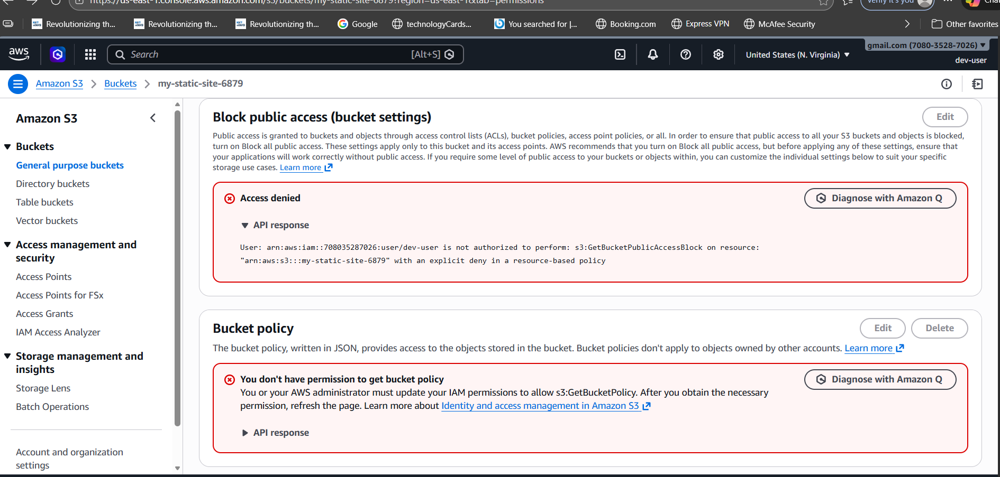 https://us-east-1.console.aws.amazon.com/s3/buckets/my-static-site-6879?region=us-east-1&tab=permissions
Verify it's you
Revolutionizing th...
Revolutionizing th...
Revolutionizing th...
Google
technologyCards...
You searched for |...
Booking.com
Express VPN
McAfee Security
Other favorites
aws
Search
[Alt+S]
United States (N. Virginia)
gmail.com (7080-3528-7026)
dev-user
Amazon S3
Buckets
my-static-site-6879
Amazon S3
Buckets
General purpose buckets
Directory buckets
Table buckets
Vector buckets
Access management and
security
Access Points
Access Points for FSx
Access Grants
IAM Access Analyzer
Storage management and
insights
Storage Lens
Batch Operations
Account and organization
settings
Block public access (bucket settings)
Edit
Public access is granted to buckets and objects through access control lists (ACLs), bucket policies, access point policies, or all. In order to ensure that public access to all your S3 buckets and objects is blocked,
turn on Block all public access. These settings apply only to this bucket and its access points. AWS recommends that you turn on Block all public access, but before applying any of these settings, ensure that
your applications will work correctly without public access. If you require some level of public access to your buckets or objects within, you can customize the individual settings below to suit your specific
storage use cases. Learn more
Access denied
Diagnose with Amazon Q
API response
User: arn:aws:iam::708035287026:user/dev-user is not authorized to perform: s3:GetBucketPublicAccessBlock on resource:
"arn:aws:s3:::my-static-site-6879" with an explicit deny in a resource-based policy
Bucket policy
Edit
Delete
The bucket policy, written in JSON, provides access to the objects stored in the bucket. Bucket policies don't apply to objects owned by other accounts. Learn more
You don't have permission to get bucket policy
Diagnose with Amazon Q
You or your AWS administrator must update your IAM permissions to allow s3:GetBucketPolicy. After you obtain the necessary
permission, refresh the page. Learn more about Identity and access management in Amazon S3
API response